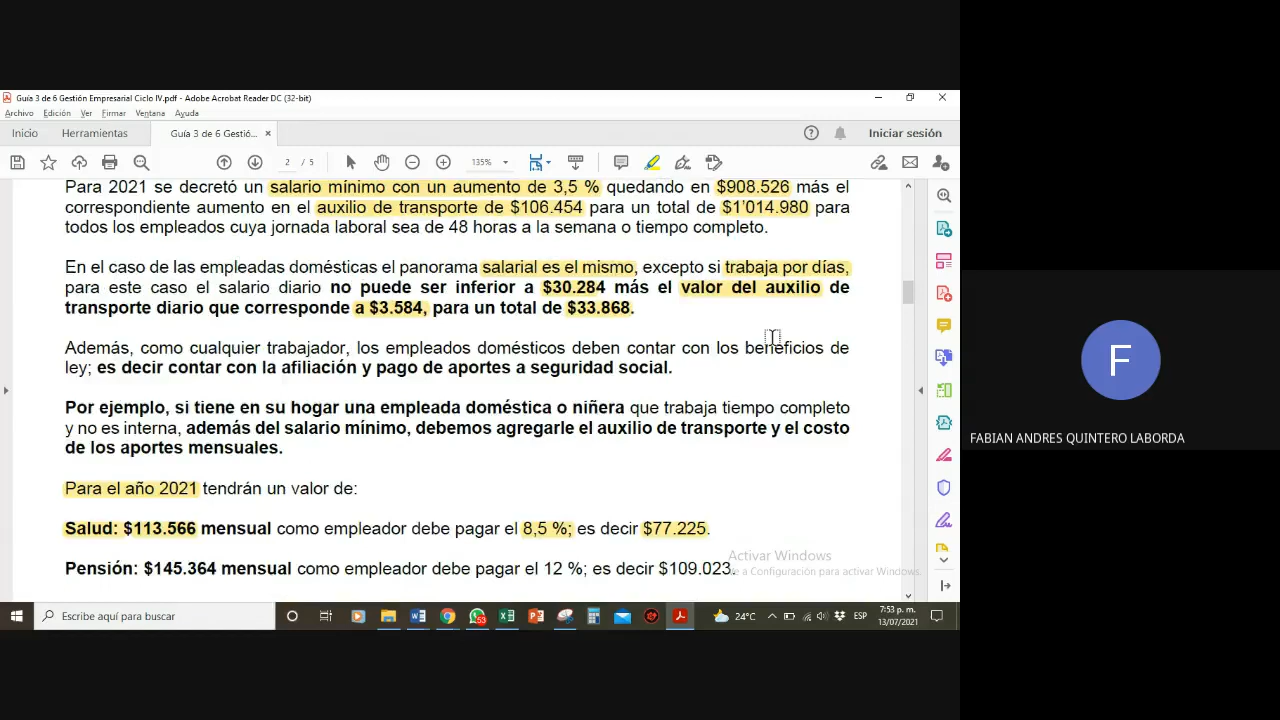 Guía 3 de 6 Gestión Empresarial Ciclo IV.pdf - Adobe Acrobat Reader DC (32-bit)
Archivo Edición Ver Firmar Ventana Ayuda
Inicio Herramientas Guía 3 de 6 Gestió... × Iniciar sesión
2 / 5 135%
Para 2021 se decretó un salario mínimo con un aumento de 3,5 % quedando en $908.526 más el
correspondiente aumento en el auxilio de transporte de $106.454 para un total de $1'014.980 para
todos los empleados cuya jornada laboral sea de 48 horas a la semana o tiempo completo.
En el caso de las empleadas domésticas el panorama salarial es el mismo, excepto si trabaja por días,
para este caso el salario diario no puede ser inferior a $30.284 más el valor del auxilio de
transporte diario que corresponde a $3.584, para un total de $33.868.
Además, como cualquier trabajador, los empleados domésticos deben contar con los beneficios de
ley; es decir contar con la afiliación y pago de aportes a seguridad social.
Por ejemplo, si tiene en su hogar una empleada doméstica o niñera que trabaja tiempo completo
y no es interna, además del salario mínimo, debemos agregarle el auxilio de transporte y el costo
de los aportes mensuales.
Para el año 2021 tendrán un valor de:
Salud: $113.566 mensual como empleador debe pagar el 8,5 %; es decir $77.225.
Pensión: $145.364 mensual como empleador debe pagar el 12 %; es decir $109.023.
Activar Windows
Ve a Configuración para activar Windows.
Escribe aquí para buscar
53
24°C
ESP
7:53 p. m.
13/07/2021
F
FABIAN ANDRES QUINTERO LABORDA